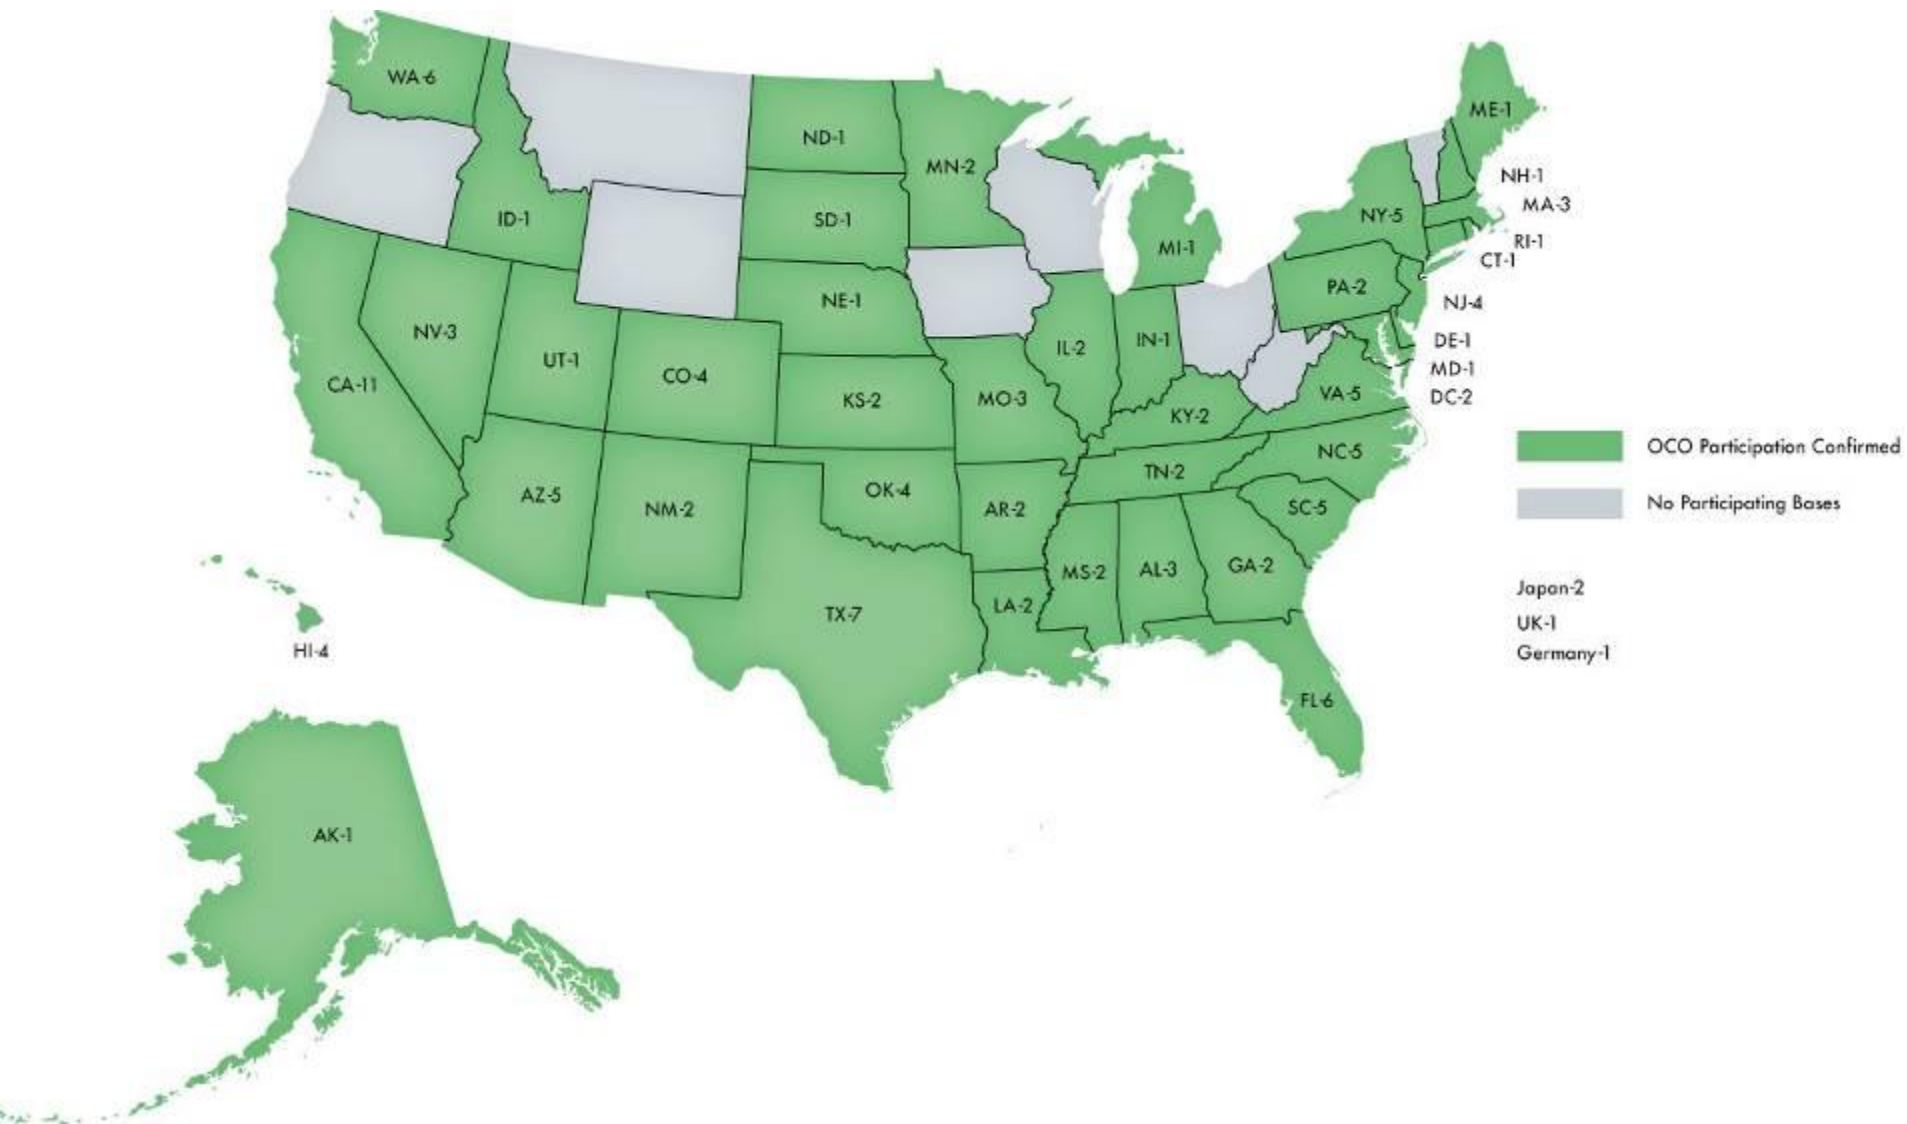 WA-6
ME-1
ND-1
MN-2
NH-1
MA-3
ID-1
SD-1
NY-5
RI-1
MI-1
CT-1
PA-2
NJ-4
NE-1
NV-3
DE-1
IN-1
IL-2
UT-1
MD-1
CO-4
CA-11
VA-5
DC-2
KS-2
MO-3
KY-2
OCO Participation Confirmed
NC-5
TN-2
OK-4
AZ-5
No Participating Bases
SC-5
NM-2
AR-2
GA-2
MS-2
AL-3
Japan-2
LA-2
TX-7
UK-1
HI-4
Germany-1
FL-6
AK-1